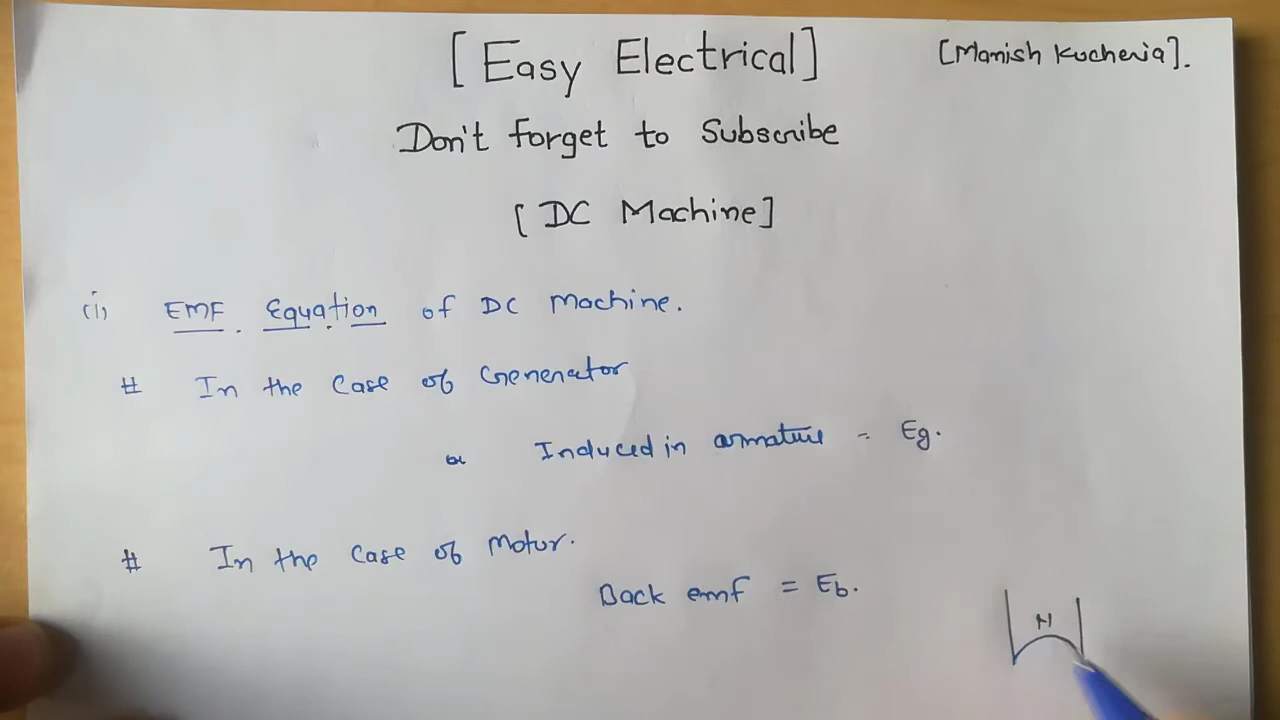 [Easy Electrical]
[Manish Kucheria].
Don't forget to Subscribe
[DC Machine]
(i) EMF Equation of DC Machine.
# In the Case of Generator
or Induced in armature = Eg.
# In the Case of Motor.
Back emf = Eb.
N